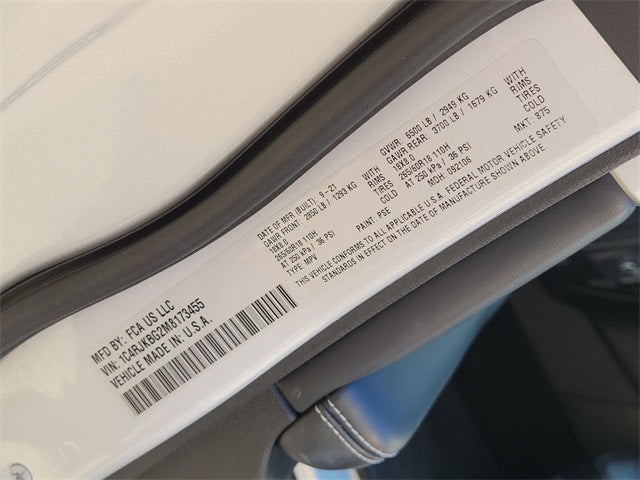 MFD BY: FCA US LLC
DATE OF MFR (BUILT): 9-21
GVWR: 6500 LB / 2949 KG
GAWR FRONT: 2850 LB / 1293 KG WITH
GAWR REAR: 3700 LB / 1679 KG WITH
18X8.0 RIMS
18X8.0 RIMS
265/60R18 110H TIRES
265/60R18 110H TIRES
AT 250 kPa / 36 PSI COLD
AT 250 kPa / 36 PSI COLD
VIN: 1C4RJKBG2M8173455
TYPE: MPV
MDH: 092106
MKT: 875
PAINT: PSE
VEHICLE MADE IN: U.S.A.
THIS VEHICLE CONFORMS TO ALL APPLICABLE U.S.A. FEDERAL MOTOR VEHICLE SAFETY
STANDARDS IN EFFECT ON THE DATE OF MANUFACTURE SHOWN ABOVE